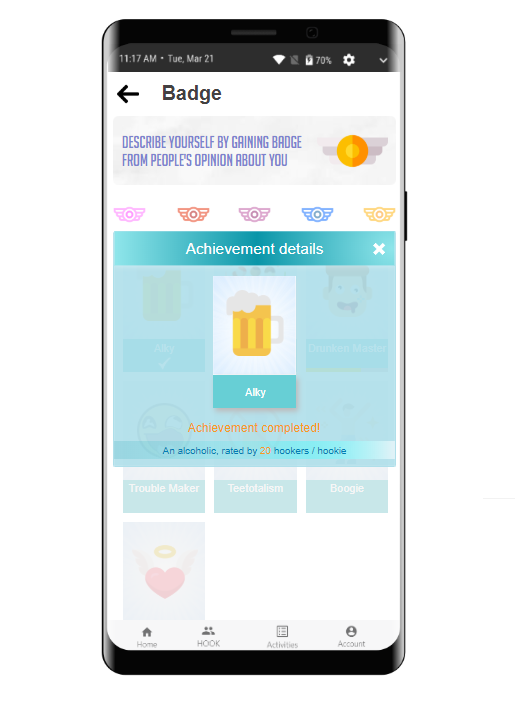 11:17 AM • Tue, Mar 21
70%
Badge
DESCRIBE YOURSELF BY GAINING BADGE
FROM PEOPLE'S OPINION ABOUT YOU
Achievement details
Alky
Drunken Master
Alky
Achievement completed!
An alcoholic, rated by 20 hookers / hookie
Trouble Maker
Teetotalism
Boogie
Home
HOOK
Activities
Account